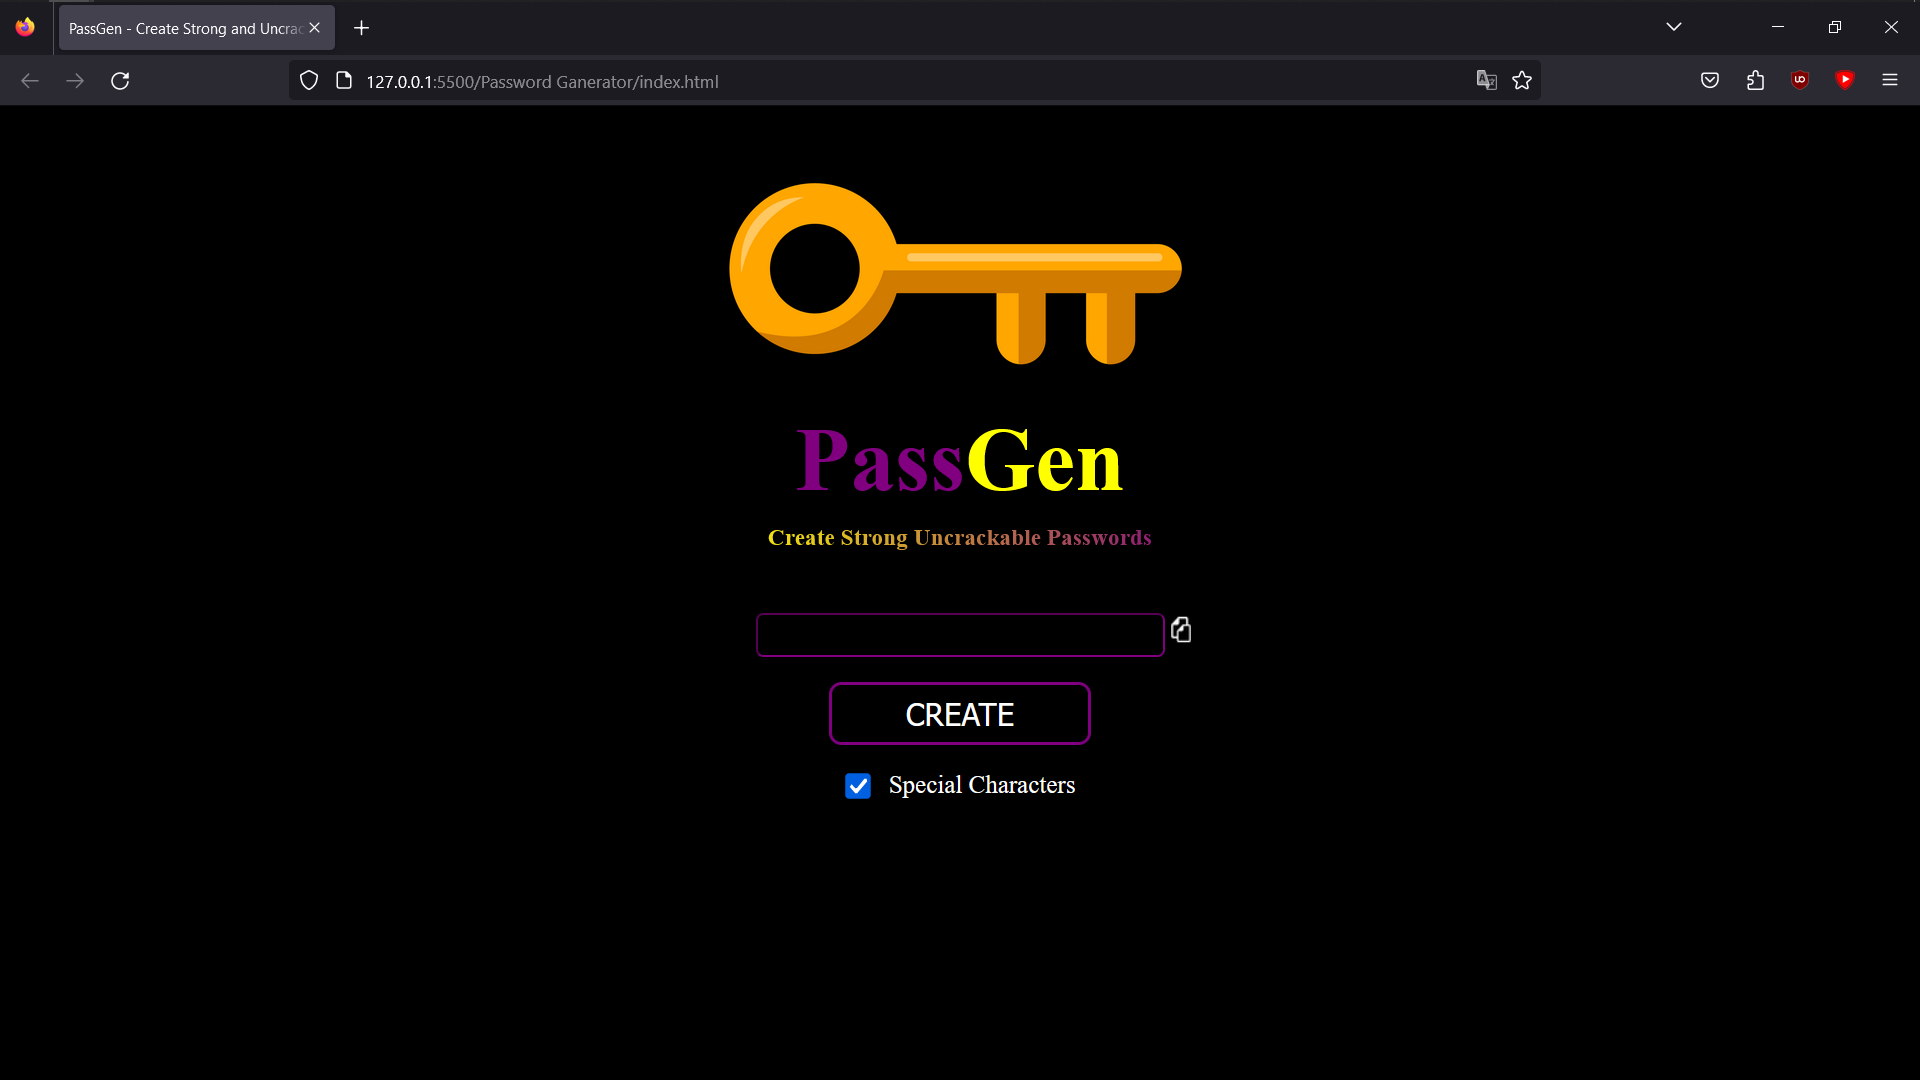 PassGen - Create Strong and Uncrac
127.0.0.1:5500/Password Ganerator/index.html
PassGen
Create Strong Uncrackable Passwords
CREATE
Special Characters